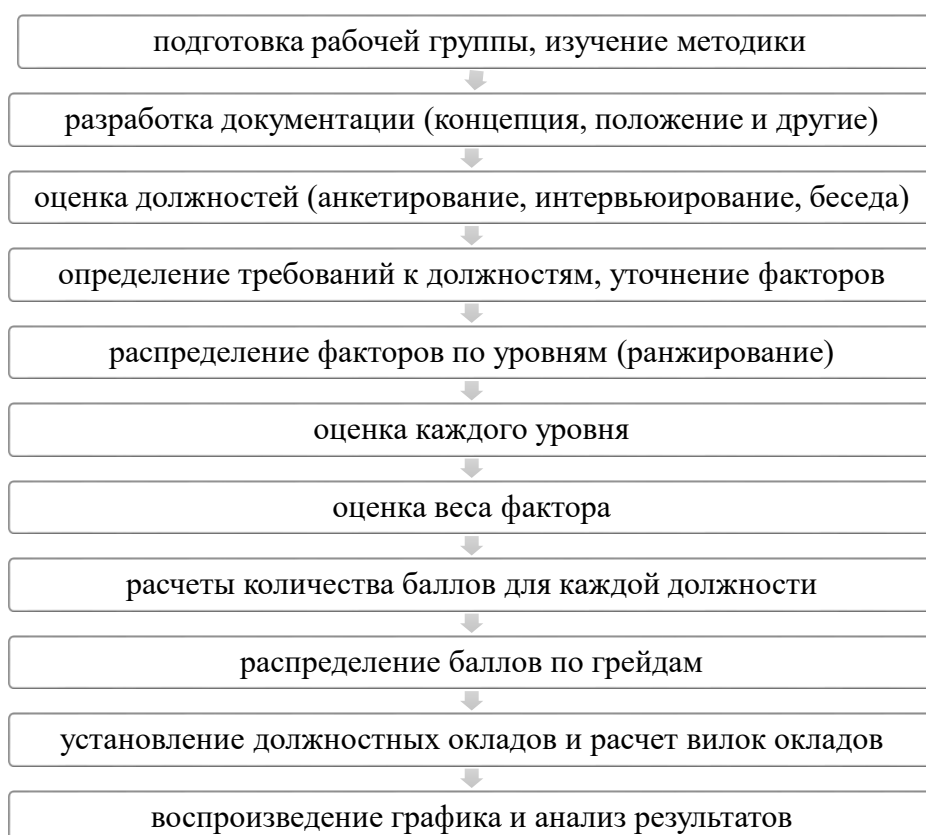 подготовка рабочей группы, изучение методики
разработка документации (концепция, положение и другие)
оценка должностей (анкетирование, интервьюирование, беседа)
определение требований к должностям, уточнение факторов
распределение факторов по уровням (ранжирование)
оценка каждого уровня
оценка веса фактора
расчеты количества баллов для каждой должности
распределение баллов по грейдам
установление должностных окладов и расчет вилок окладов
воспроизведение графика и анализ результатов